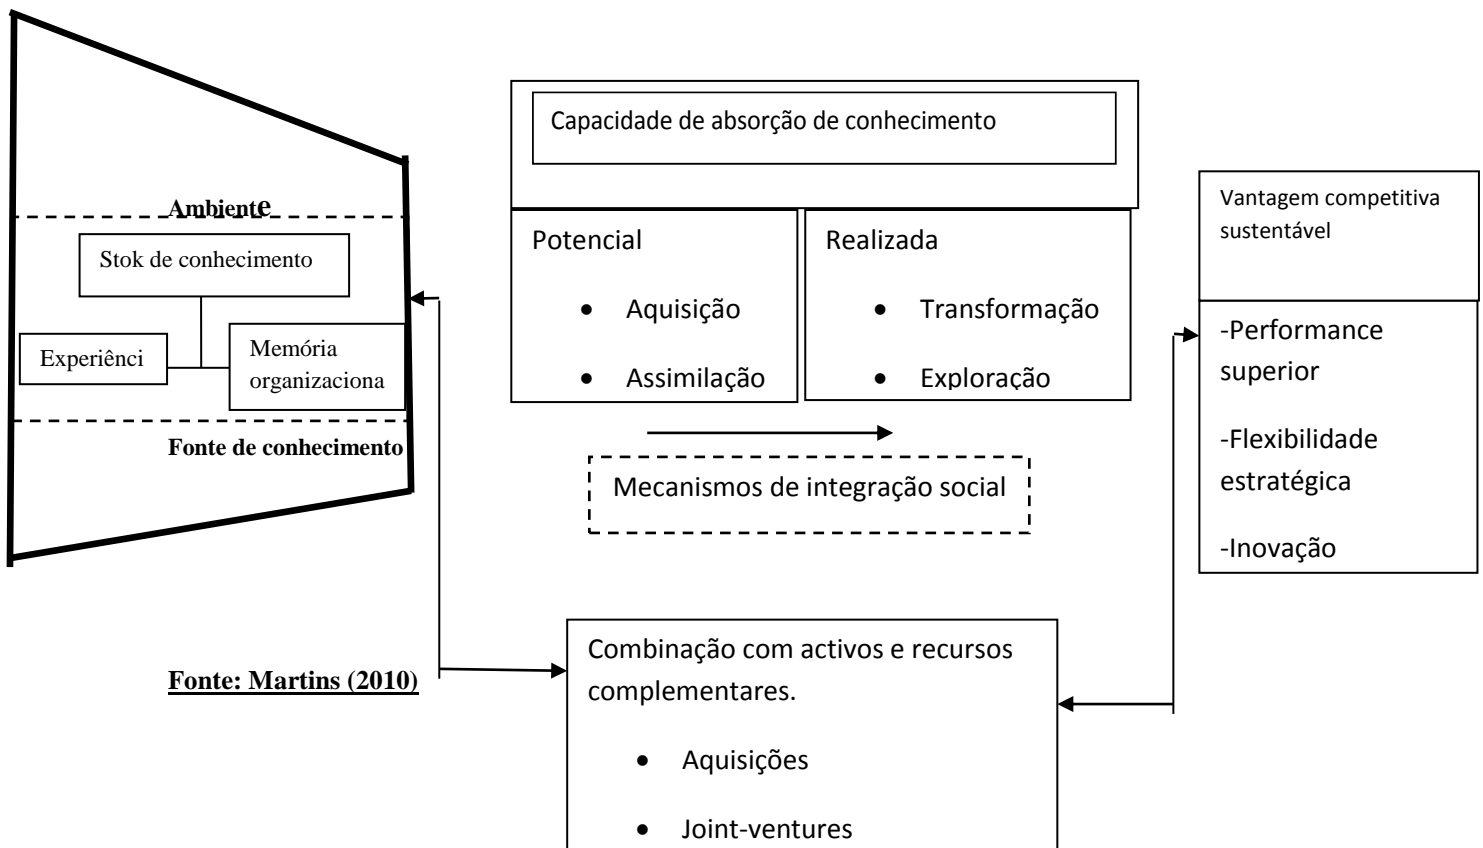 Ambiente
Stok de conhecimento
Experiênci
Memória
organizaciona
Fonte de conhecimento
Capacidade de absorção de conhecimento
Potencial
• Aquisição
• Assimilação
Realizada
• Transformação
• Exploração
Mecanismos de integração social
Vantagem competitiva
sustentável
-Performance
superior
-Flexibilidade
estratégica
-Inovação
Combinação com activos e recursos
complementares.
• Aquisições
• Joint-ventures
Fonte: Martins (2010)